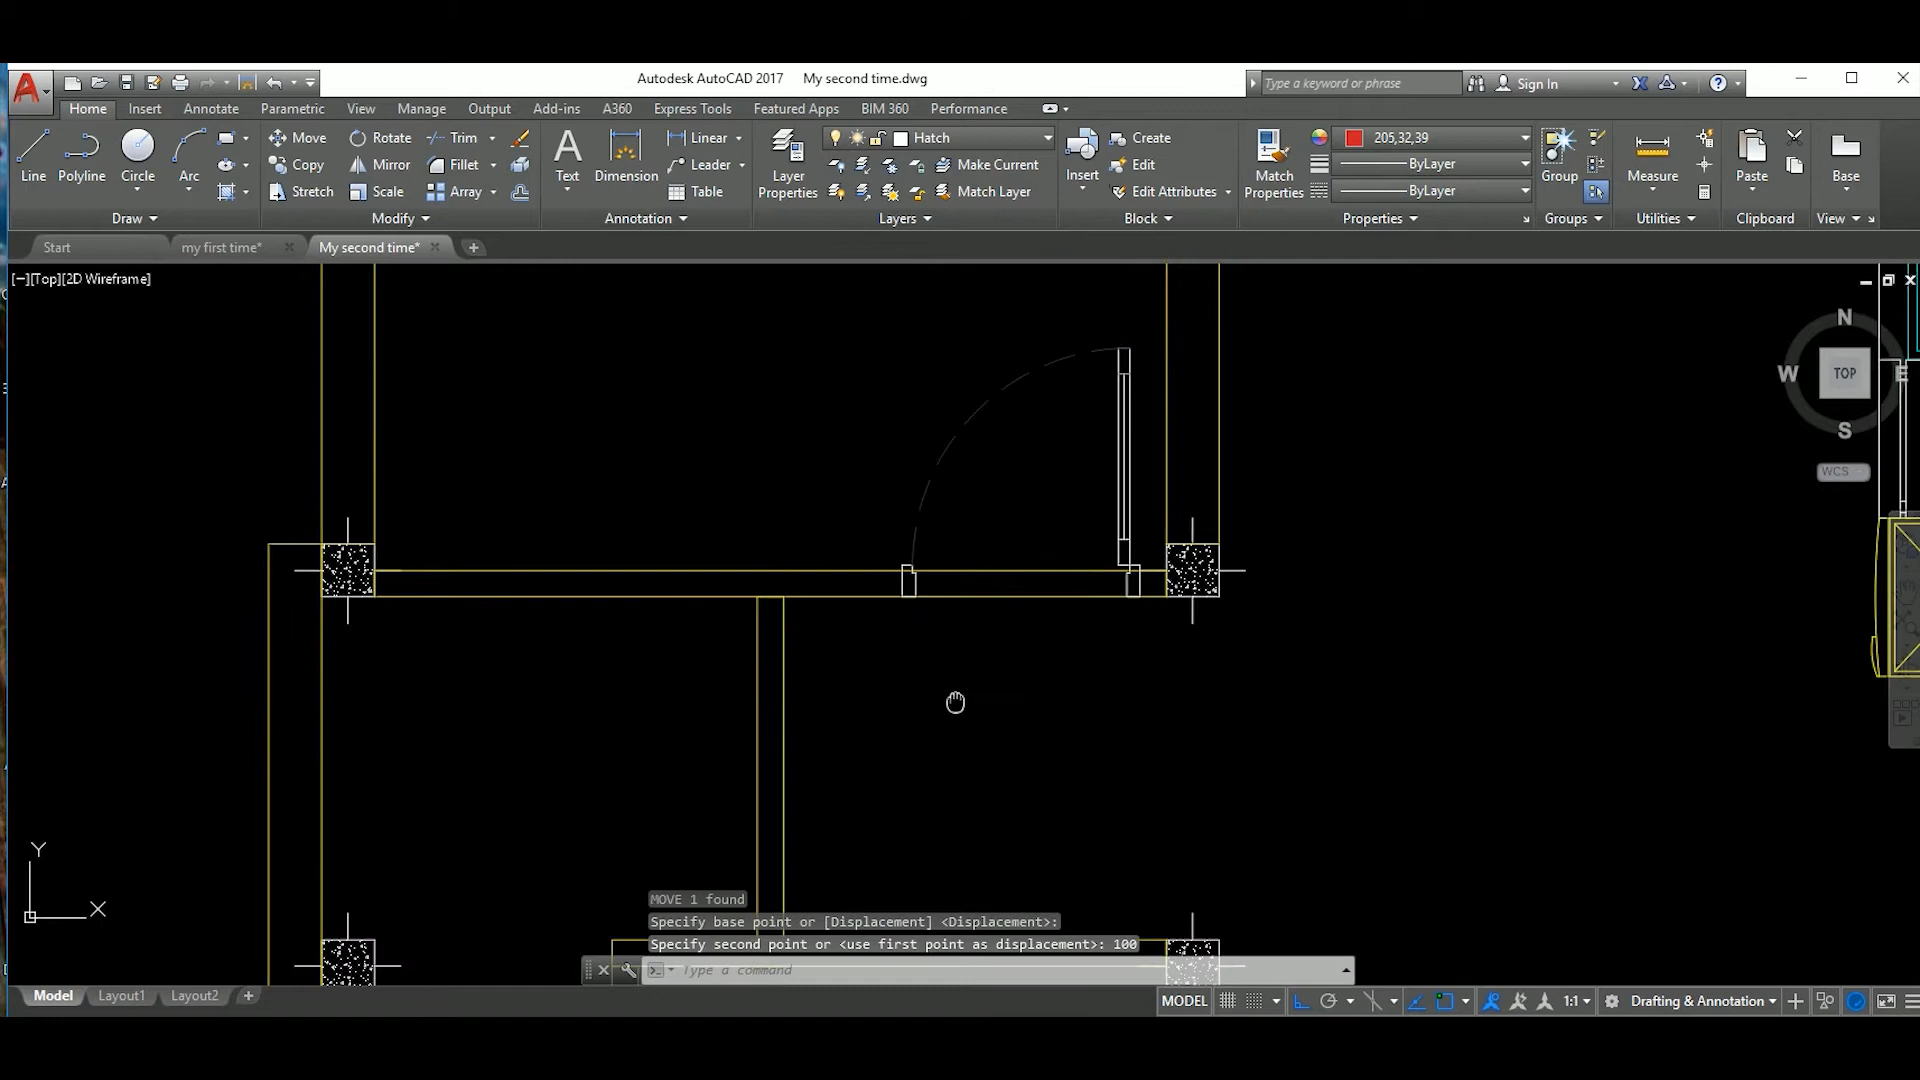 Autodesk AutoCAD 2017 My second time.dwg
Type a keyword or phrase
Sign In
Home Insert Annotate Parametric View Manage Output Add-ins A360 Express Tools Featured Apps BIM 360 Performance
Line Polyline Circle Arc
Move Rotate Trim
Copy Mirror Fillet
Stretch Scale Array
Text Dimension
Linear
Leader
Table
Layer Properties
Hatch
Make Current
Match Layer
Insert
Create
Edit
Edit Attributes
Match Properties
205,32,39
ByLayer
ByLayer
Group
Measure
Paste
Base
Draw Modify Annotation Layers Block Properties Groups Utilities Clipboard View
Start my first time* My second time*
[−][Top][2D Wireframe]
N
W TOP E
S
WCS
Y
X
MOVE 1 found
Specify base point or [Displacement] <Displacement>:
Specify second point or <use first point as displacement>: 100
Type a command
Model Layout1 Layout2
MODEL 1:1 Drafting & Annotation